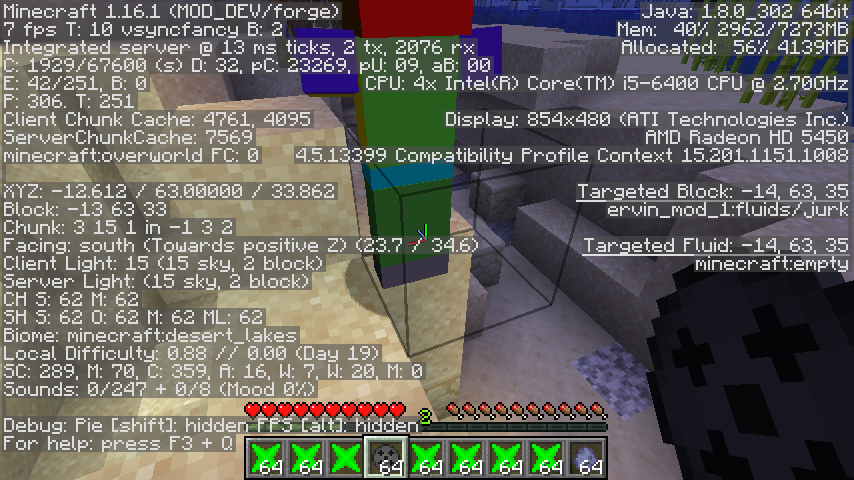 Minecraft 1.16.1 (MOD_DEV/forge)
7 fps T: 10 vsyncfancy B: 2
Integrated server @ 13 ms ticks, 2 tx, 2076 rx
C: 1929/67600 (s) D: 32, pC: 23269, pU: 09, aB: 00
E: 42/251, B: 0
P: 306. T: 251
Client Chunk Cache: 4761, 4095
ServerChunkCache: 7569
minecraft:overworld FC: 0
XYZ: -12.612 / 63.00000 / 33.862
Block: -13 63 33
Chunk: 3 15 1 in -1 3 2
Facing: south (Towards positive Z) (23.7 / 34.6)
Client Light: 15 (15 sky, 2 block)
Server Light: (15 sky, 2 block)
CH S: 62 M: 62
SH S: 62 O: 62 M: 62 ML: 62
Biome: minecraft:desert_lakes
Local Difficulty: 0.88 // 0.00 (Day 19)
SC: 289, M: 70, C: 359, A: 16, W: 7, W: 20, M: 0
Sounds: 0/247 + 0/8 (Mood 0%)
Debug: Pie [shift]: hidden FPS [alt]: hidden
For help: press F3 + Q
Java: 1.8.0_302 64bit
Mem: 40% 2962/7273MB
Allocated: 56% 4139MB
CPU: 4x Intel(R) Core(TM) i5-6400 CPU @ 2.70GHz
Display: 854x480 (ATI Technologies Inc.)
AMD Radeon HD 5450
4.5.13399 Compatibility Profile Context 15.201.1151.1008
Targeted Block: -14, 63, 35
ervin_mod_1:fluids/jurk
Targeted Fluid: -14, 63, 35
minecraft:empty
2
64
64
64
64
64
64
64
64